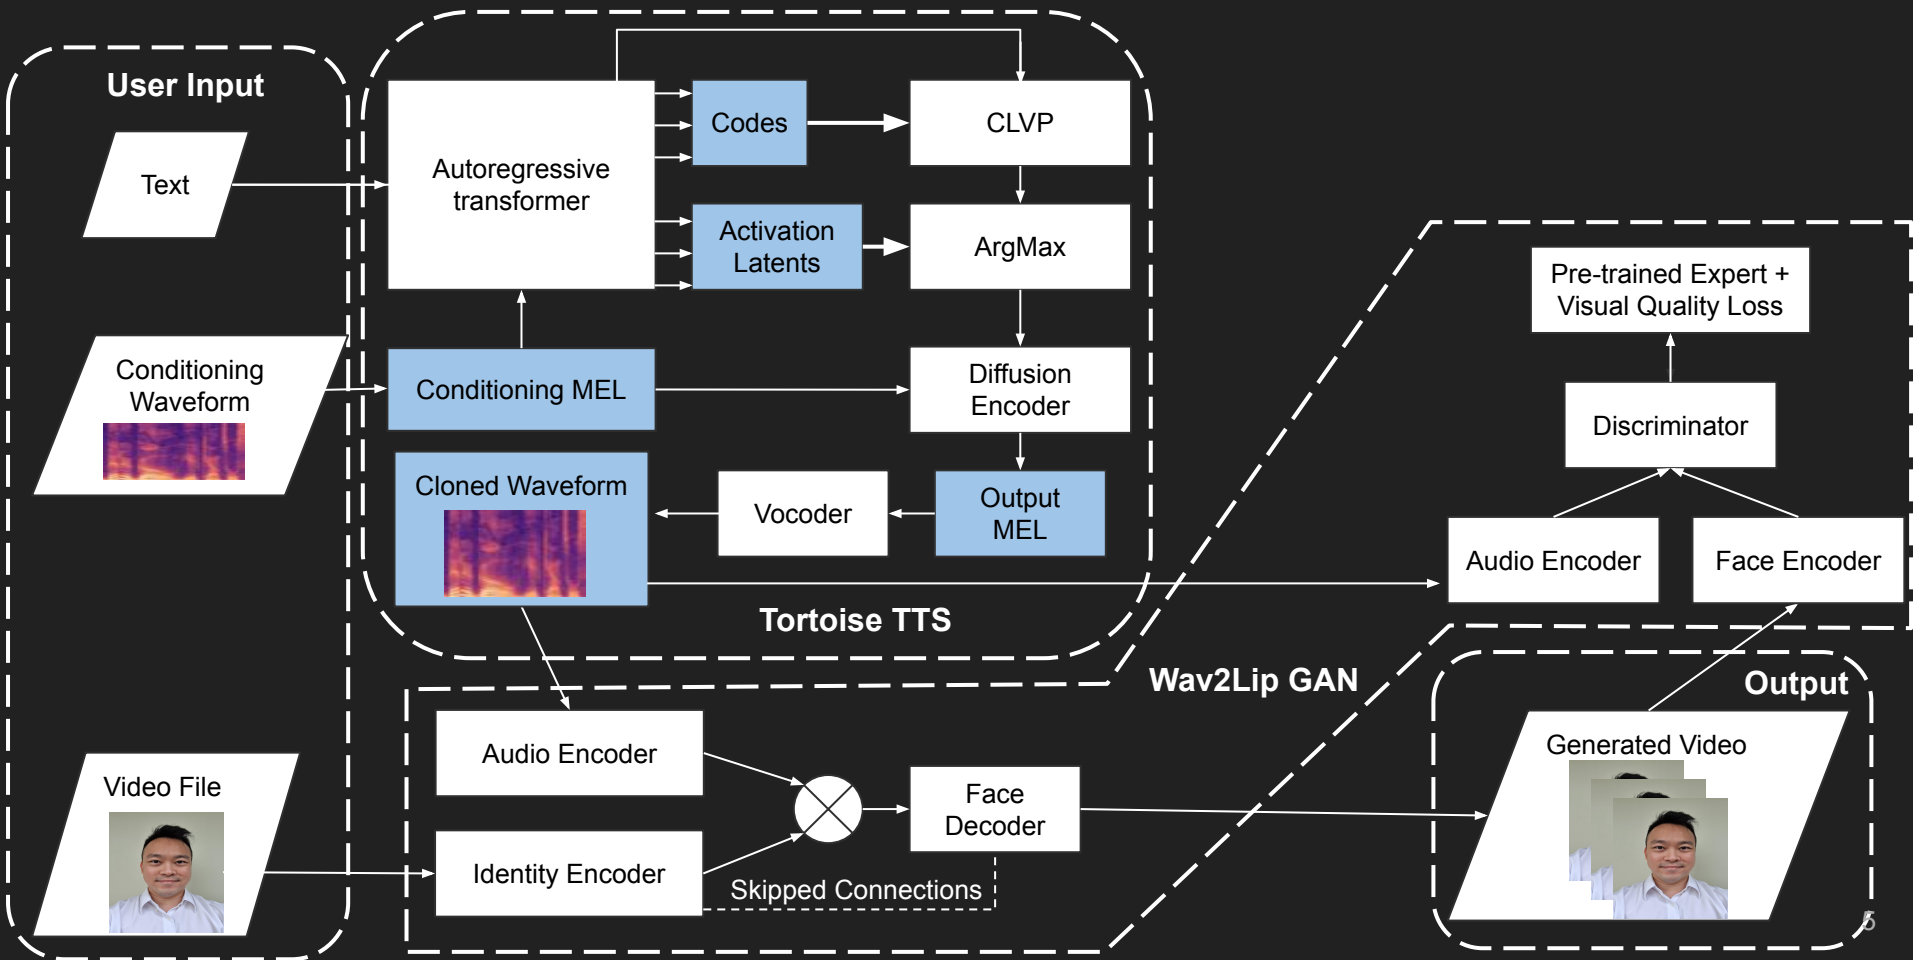 User Input
Text
Conditioning
Waveform
Video File
Autoregressive
transformer
Codes
CLVP
Activation
Latents
ArgMax
Conditioning MEL
Diffusion
Encoder
Cloned Waveform
Vocoder
Output
MEL
Tortoise TTS
Pre-trained Expert +
Visual Quality Loss
Discriminator
Audio Encoder
Face Encoder
Wav2Lip GAN
Audio Encoder
Identity Encoder
Face
Decoder
Skipped Connections
Output
Generated Video
5